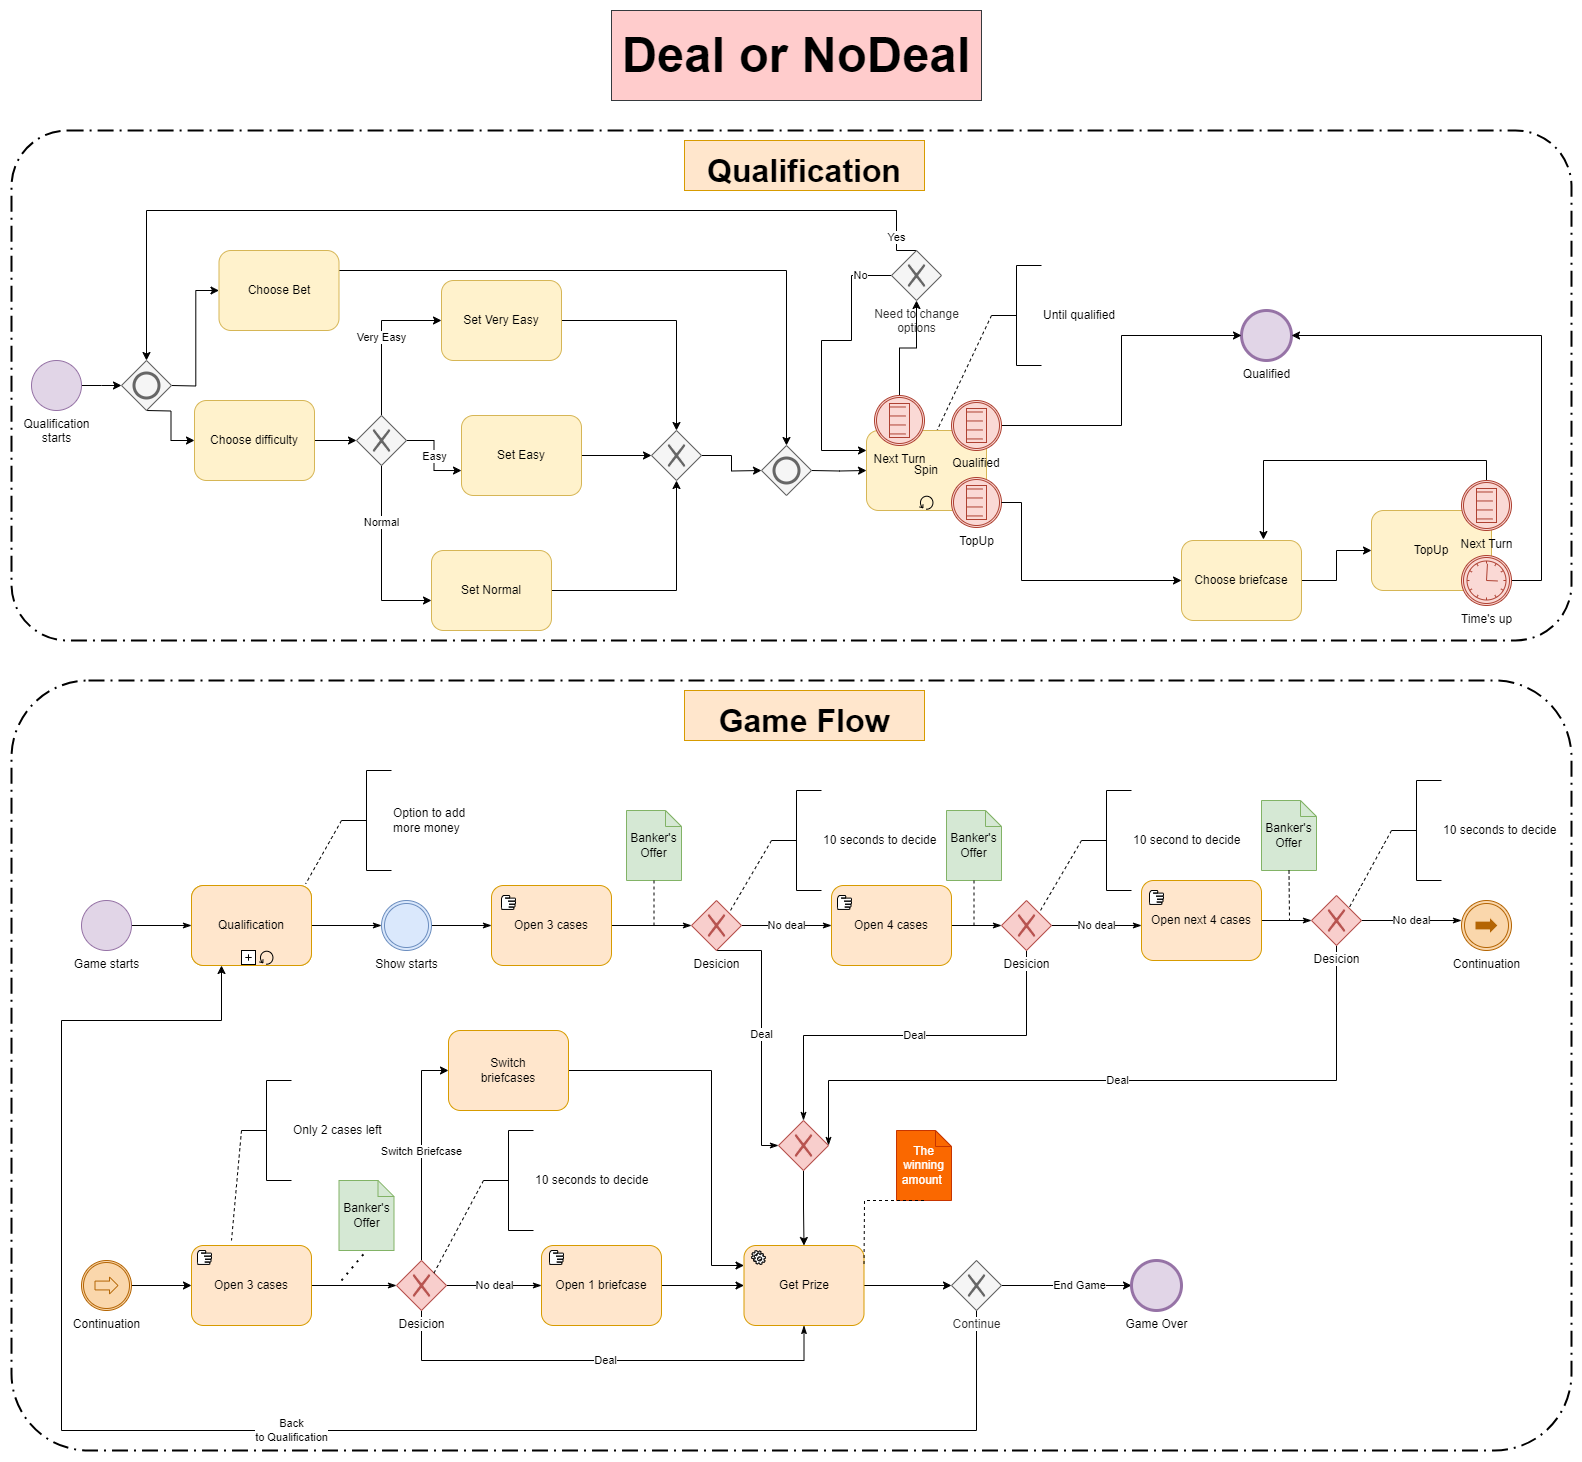 Deal or NoDeal
Qualification
Yes
Choose Bet
No
Set Very Easy
Need to change
options
Until qualified
Very Easy
Qualified
Qualification
starts
Choose difficulty
Easy
Set Easy
Next Turn
Spin
Qualified
Normal
TopUp
Set Normal
Choose briefcase
TopUp
Next Turn
Time's up
Game Flow
Option to add
more money
Banker's
Offer
10 seconds to decide
Banker's
Offer
10 second to decide
Banker's
Offer
10 seconds to decide
Game starts
Qualification
Show starts
Open 3 cases
Desicion
No deal
Open 4 cases
Desicion
No deal
Open next 4 cases
Desicion
No deal
Continuation
Deal
Deal
Deal
Switch
briefcases
Only 2 cases left
Switch Briefcase
10 seconds to decide
Banker's
Offer
The
winning
amount
Continuation
Open 3 cases
Desicion
No deal
Open 1 briefcase
Get Prize
Continue
End Game
Game Over
Deal
Back
to Qualification